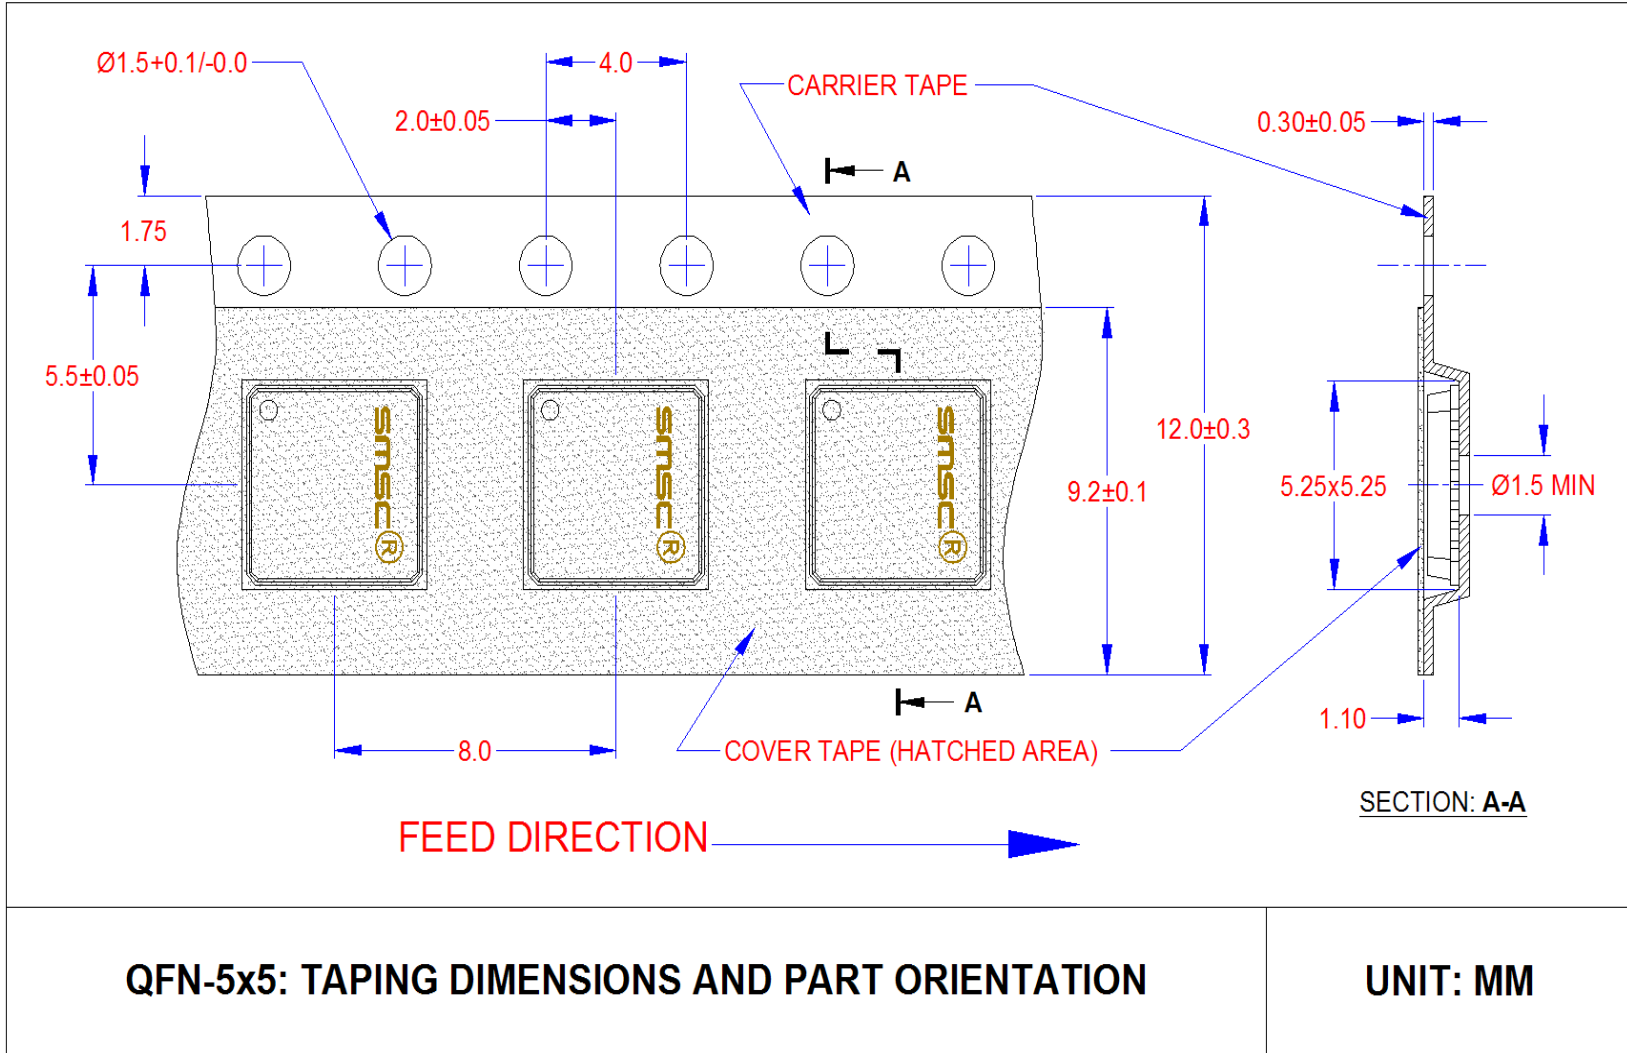 Ø1.5+0.1/-0.0
4.0
CARRIER TAPE
2.0±0.05
0.30±0.05
A
1.75
5.5±0.05
12.0±0.3
9.2±0.1
5.25x5.25
Ø1.5 MIN
smsc®
smsc®
smsc®
A
1.10
8.0
COVER TAPE (HATCHED AREA)
SECTION: A-A
FEED DIRECTION
QFN-5x5: TAPING DIMENSIONS AND PART ORIENTATION
UNIT: MM